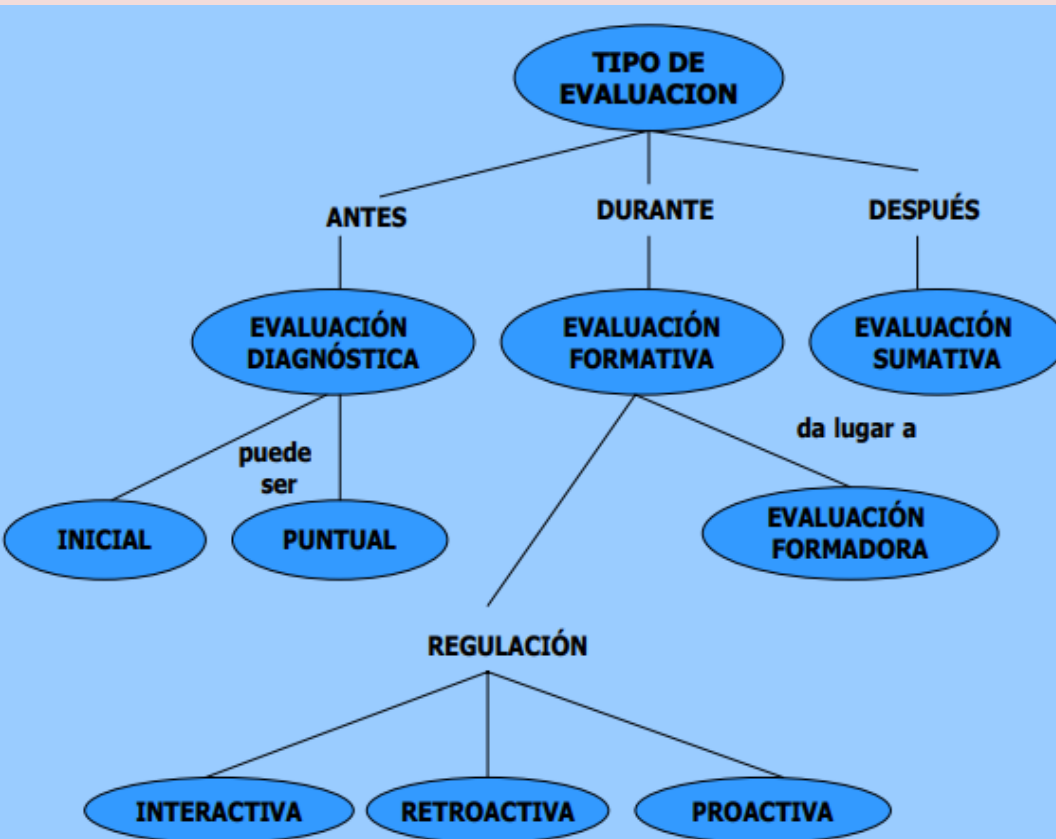 TIPO DE
EVALUACION
ANTES
DURANTE
DESPUÉS
EVALUACIÓN
DIAGNÓSTICA
EVALUACIÓN
FORMATIVA
EVALUACIÓN
SUMATIVA
puede
ser
da lugar a
INICIAL
PUNTUAL
EVALUACIÓN
FORMADORA
REGULACIÓN
INTERACTIVA
RETROACTIVA
PROACTIVA